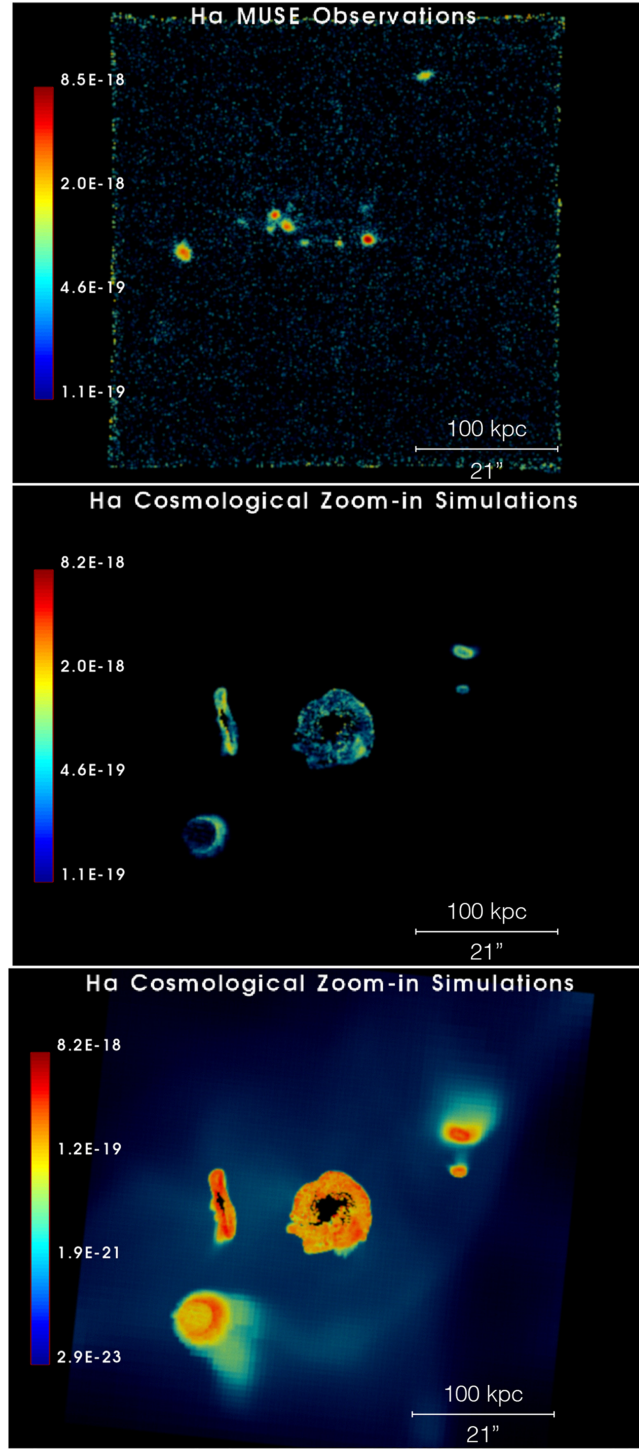 Ha MUSE Observations
8.5E-18
2.0E-18
4.6E-19
1.1E-19
100 kpc
21”
Ha Cosmological Zoom-in Simulations
8.2E-18
2.0E-18
4.6E-19
1.1E-19
100 kpc
21”
Ha Cosmological Zoom-in Simulations
8.2E-18
1.2E-19
1.9E-21
2.9E-23
100 kpc
21”